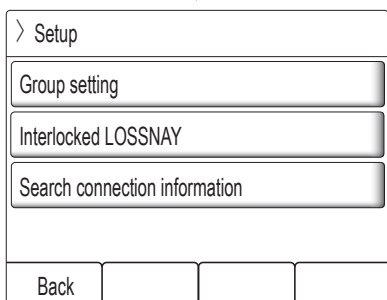 〉 Setup
Group setting
Interlocked LOSSNAY
Search connection information
Back